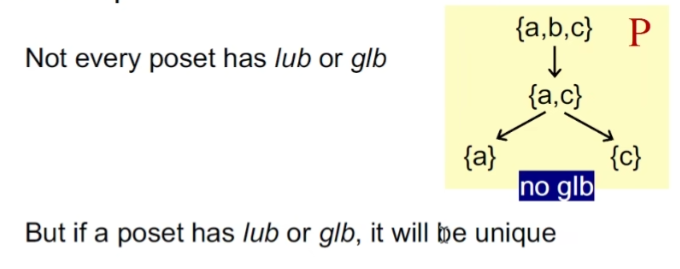 {a,b,c} P
Not every poset has lub or glb
{a,c}
{a} {c}
no glb
But if a poset has lub or glb, it will be unique